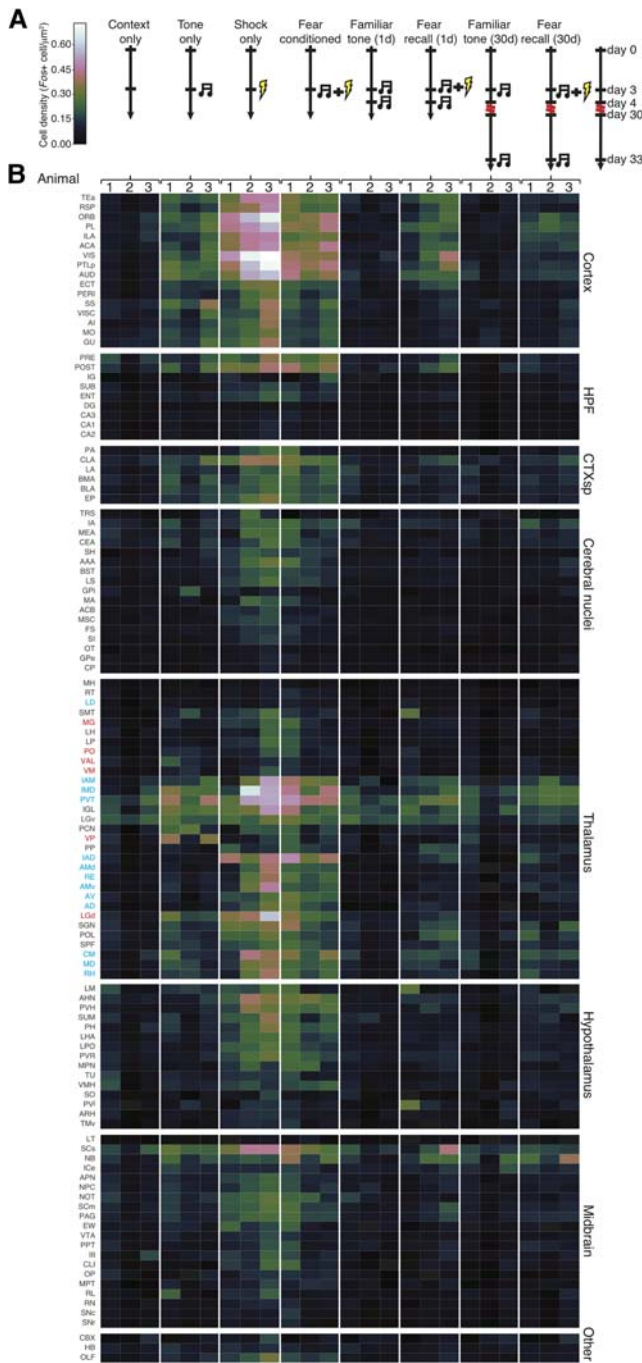 A
Cell density (Fos+ cell/μm²)
0.60
0.45
0.30
0.15
0.00
Context only
Tone only
Shock only
Fear conditioned
Familiar tone (1d)
Fear recall (1d)
Familiar tone (30d)
Fear recall (30d)
day 0
day 3
day 4
day 30
day 33
B
Animal
1 2 3 1 2 3 1 2 3 1 2 3 1 2 3 1 2 3 1 2 3 1 2 3
TEa
RSP
ORB
PL
ILA
ACA
VIS
PTLp
AUD
ECT
PERI
SS
VISC
AI
MO
GU
Cortex
PRE
POST
IG
SUB
ENT
DG
CA3
CA1
CA2
HPF
PA
CLA
LA
BMA
BLA
EP
CTXsp
TRS
IA
MEA
CEA
SH
AAA
BST
LS
GPi
MA
ACB
MSC
FS
SI
OT
GPe
CP
Cerebral nuclei
MH
RT
LD
SMT
MG
LH
LP
PO
VAL
VM
IAM
IMD
PVT
IGL
LGv
PCN
VP
PP
IAD
AMd
RE
AMv
AV
AD
LGd
SGN
POL
SPF
CM
MD
RH
Thalamus
LM
AHN
PVH
SUM
PH
LHA
LPO
PVR
MPN
TU
VMH
SO
PVi
ARH
TMv
Hypothalamus
LT
SCs
NB
ICe
APN
NPC
NOT
SCm
PAG
EW
VTA
PPT
III
CLI
OP
MPT
RL
RN
SNc
SNr
Midbrain
CBX
HB
OLF
Other